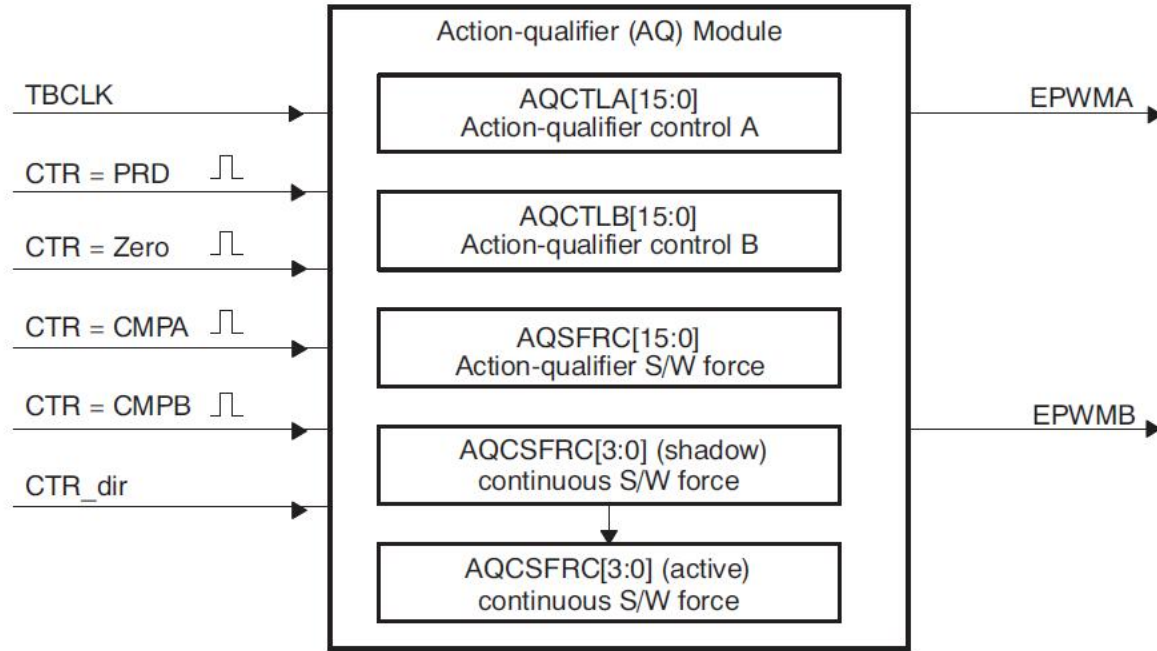 Action-qualifier (AQ) Module
TBCLK
CTR = PRD
CTR = Zero
CTR = CMPA
CTR = CMPB
CTR_dir
AQCTLA[15:0]
Action-qualifier control A
AQCTLB[15:0]
Action-qualifier control B
AQSFRC[15:0]
Action-qualifier S/W force
AQCSFRC[3:0] (shadow)
continuous S/W force
AQCSFRC[3:0] (active)
continuous S/W force
EPWMA
EPWMB